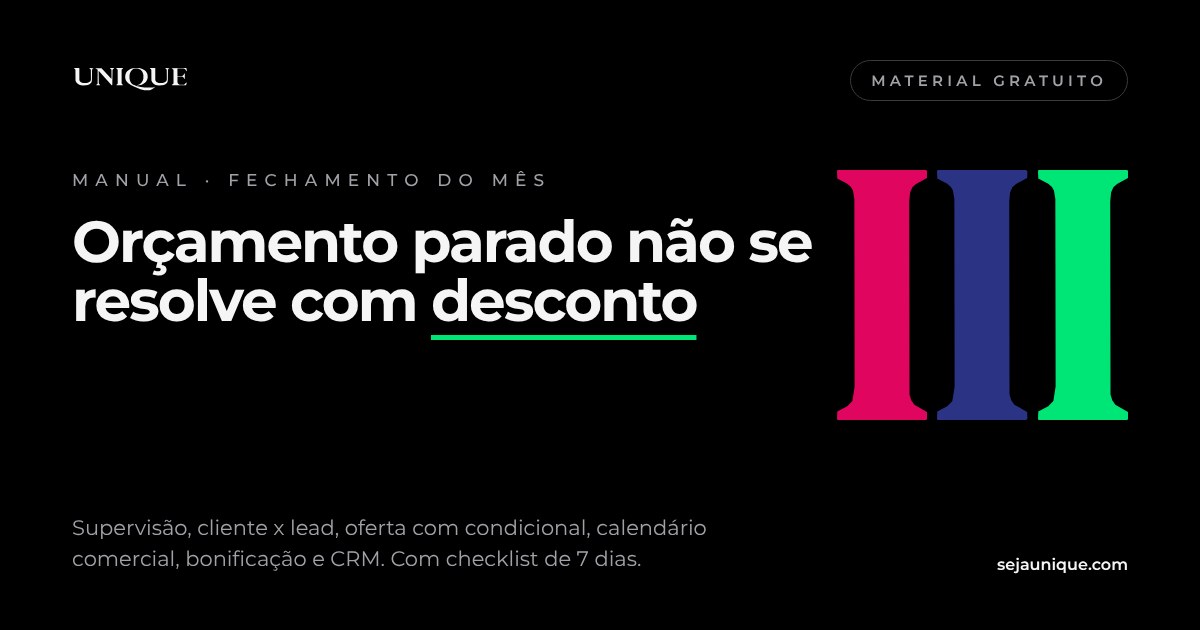 UNIQUE
MATERIAL GRATUITO
MANUAL · FECHAMENTO DO MÊS
Orçamento parado não se
resolve com desconto
Supervisão, cliente x lead, oferta com condicional, calendário
comercial, bonificação e CRM. Com checklist de 7 dias.
sejaunique.com